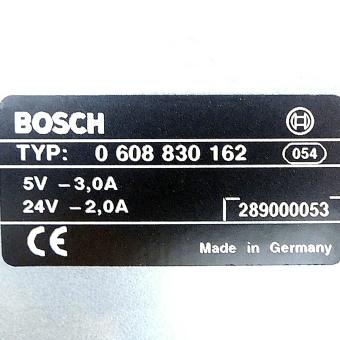 BOSCH
TYP: 0 608 830 162 054
5V – 3,0A
24V – 2,0A 289000053
CE Made in Germany